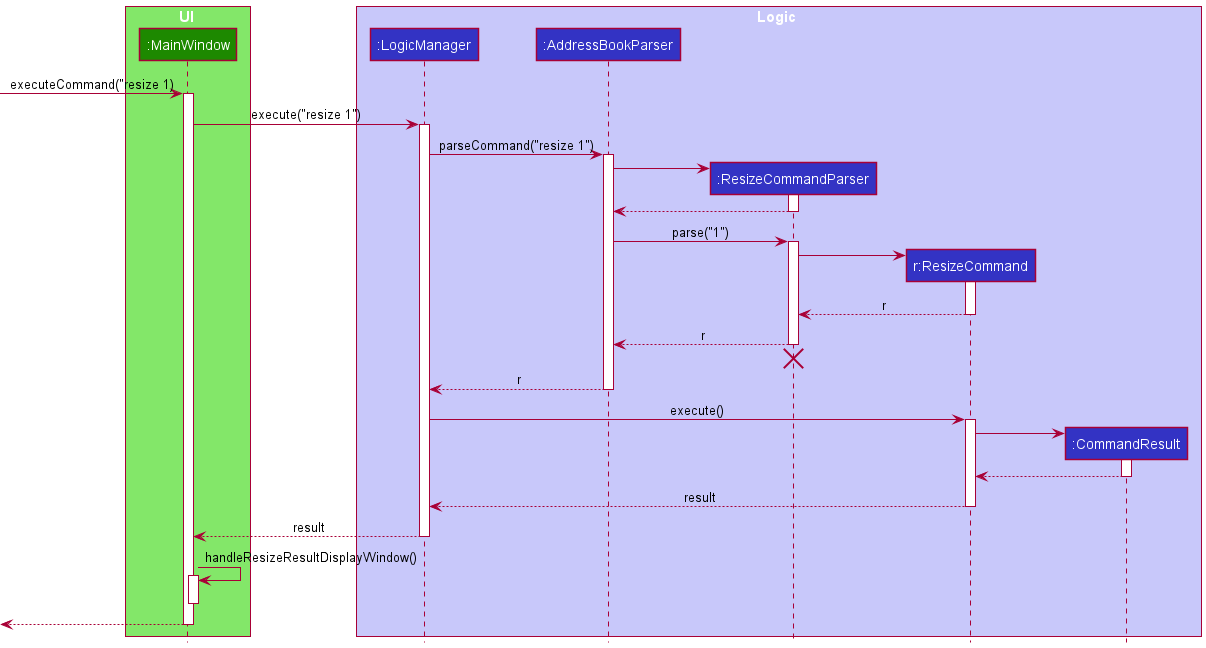 UI
Logic
:MainWindow
:LogicManager
:AddressBookParser
executeCommand("resize 1)
execute("resize 1")
parseCommand("resize 1")
:ResizeCommandParser
parse("1")
r:ResizeCommand
r
r
r
execute()
:CommandResult
result
result
handleResizeResultDisplayWindow()